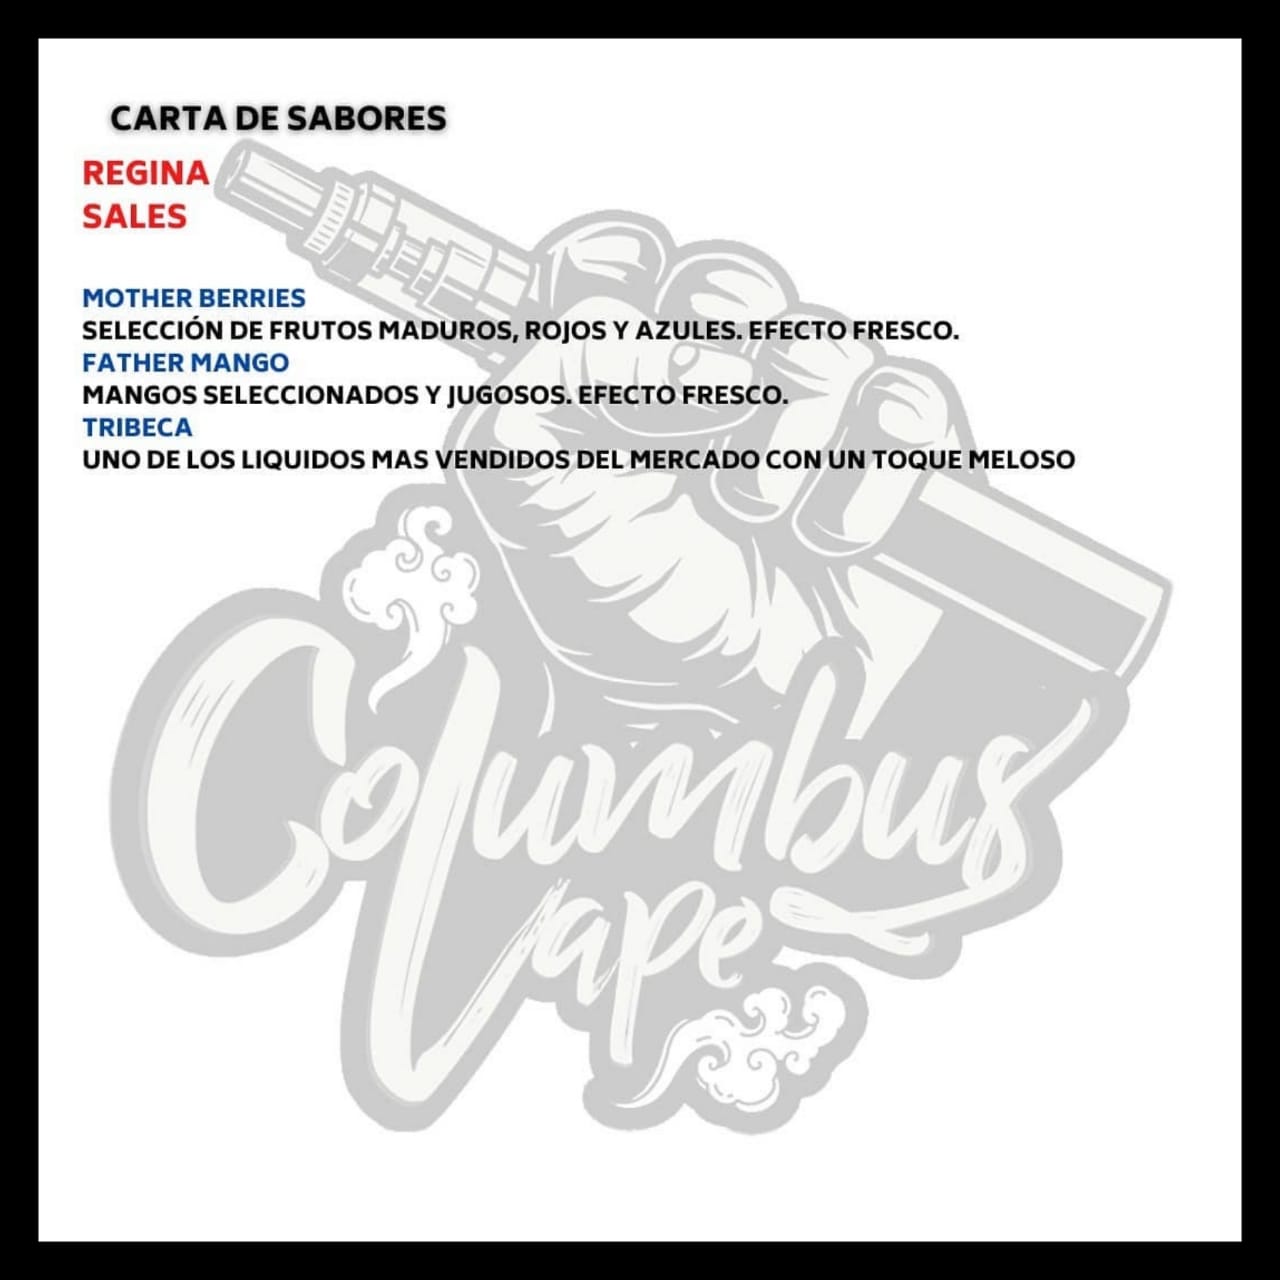 CARTA DE SABORES
REGINA
SALES
MOTHER BERRIES
SELECCIÓN DE FRUTOS MADUROS, ROJOS Y AZULES. EFECTO FRESCO.
FATHER MANGO
MANGOS SELECCIONADOS Y JUGOSOS. EFECTO FRESCO.
TRIBECA
UNO DE LOS LIQUIDOS MAS VENDIDOS DEL MERCADO CON UN TOQUE MELOSO
Columbus
Vape